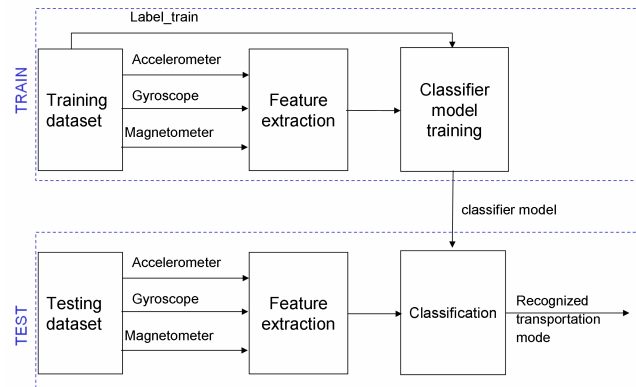 Label_train
TRAIN
Training
dataset
Accelerometer
Gyroscope
Magnetometer
Feature
extraction
Classifier
model
training
classifier model
TEST
Testing
dataset
Accelerometer
Gyroscope
Magnetometer
Feature
extraction
Classification
Recognized
transportation
mode